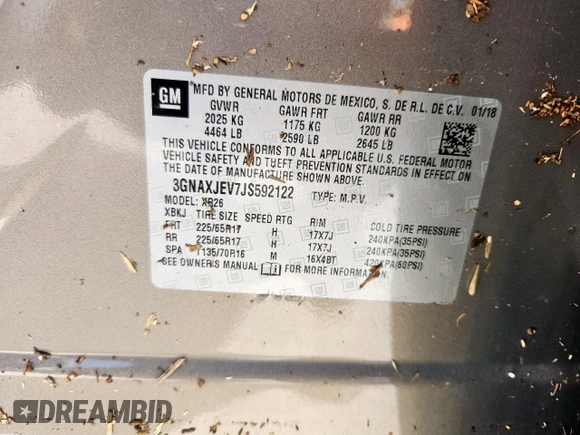 GM
MFD BY GENERAL MOTORS DE MEXICO, S. DE R.L. DE C.V. 01/18
GVWR GAWR FRT GAWR RR
2025 KG 1175 KG 1200 KG
4464 LB 2590 LB 2645 LB
THIS VEHICLE CONFORMS TO ALL APPLICABLE U.S. FEDERAL MOTOR
VEHICLE SAFETY AND THEFT PREVENTION STANDARDS IN EFFECT ON
THE DATE OF MANUFACTURE SHOWN ABOVE.
3GNAXJEV7JS592122 TYPE: M.P.V.
MODEL: XR26
XBKJ TIRE SIZE SPEED RTG RIM COLD TIRE PRESSURE
FRT 225/65R17 H 17X7J 240KPA(35PSI)
RR 225/65R17 H 17X7J 240KPA(35PSI)
SPA T135/70R16 M 16X4BT 420KPA(60PSI)
SEE OWNER'S MANUAL FOR MORE INFORMATION.
DREAMBID